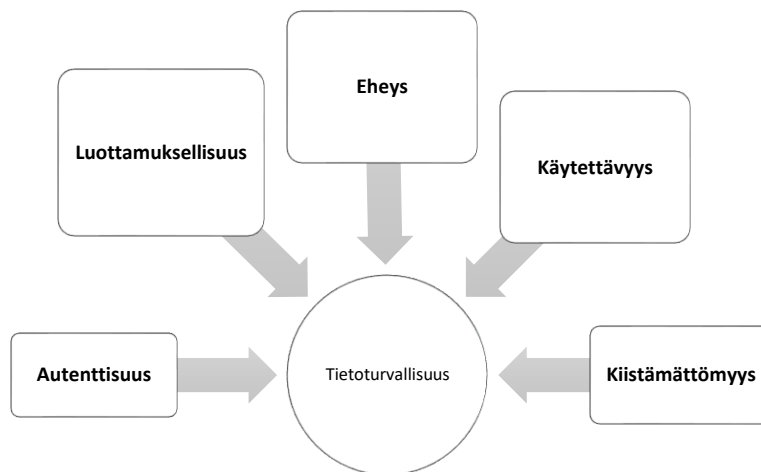 Eheys
Luottamuksellisuus
Käytettävyys
Autenttisuus
Tietoturvallisuus
Kiistämättömyys